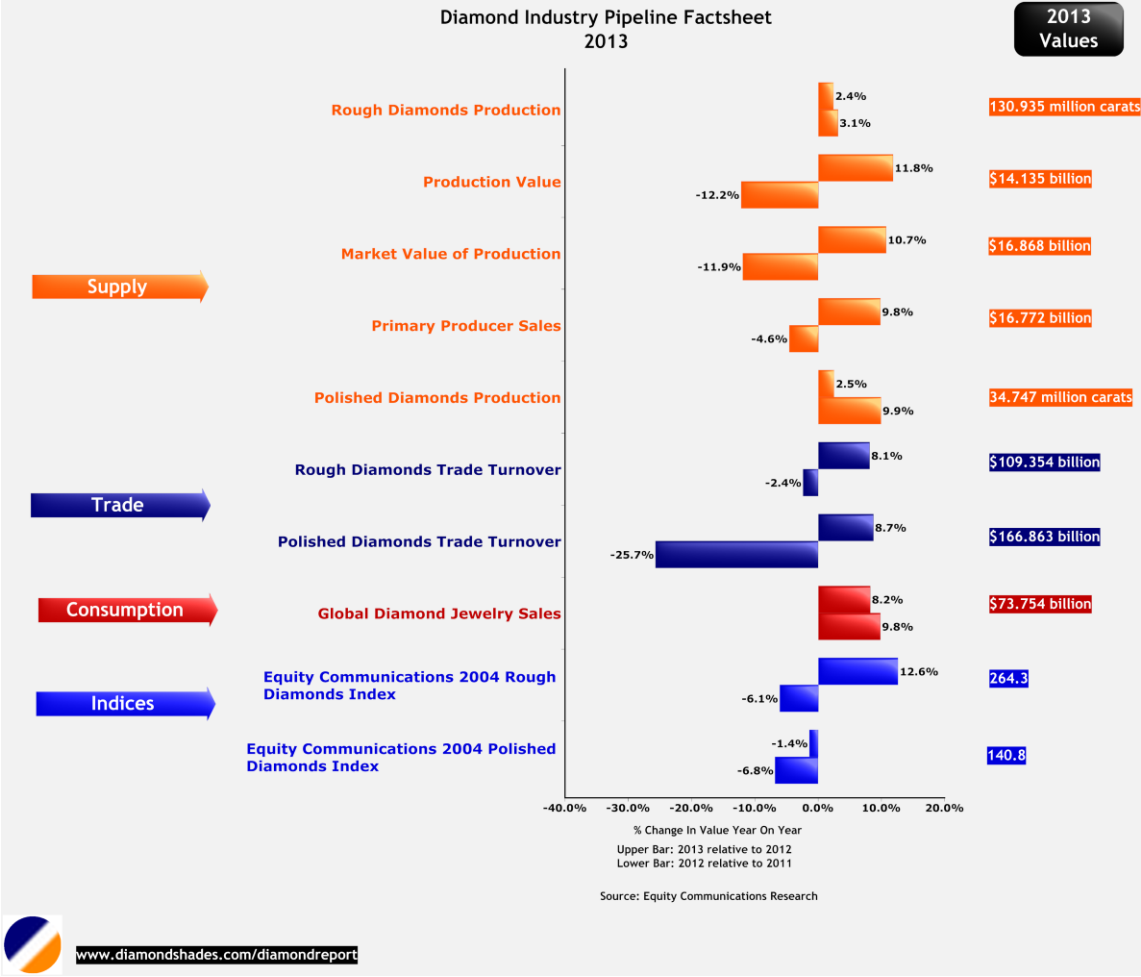 Diamond Industry Pipeline Factsheet
2013
2013
Values
Rough Diamonds Production
2.4%
3.1%
130.935 million carats
Production Value
11.8%
-12.2%
$14.135 billion
Market Value of Production
10.7%
-11.9%
$16.868 billion
Supply
Primary Producer Sales
9.8%
-4.6%
$16.772 billion
Polished Diamonds Production
2.5%
9.9%
34.747 million carats
Rough Diamonds Trade Turnover
8.1%
-2.4%
$109.354 billion
Trade
Polished Diamonds Trade Turnover
8.7%
-25.7%
$166.863 billion
Consumption
Global Diamond Jewelry Sales
8.2%
9.8%
$73.754 billion
Indices
Equity Communications 2004 Rough
Diamonds Index
12.6%
-6.1%
264.3
Equity Communications 2004 Polished
Diamonds Index
-1.4%
-6.8%
140.8
-40.0% -30.0% -20.0% -10.0% 0.0% 10.0% 20.0%
% Change In Value Year On Year
Upper Bar: 2013 relative to 2012
Lower Bar: 2012 relative to 2011
Source: Equity Communications Research
www.diamondshades.com/diamondreport